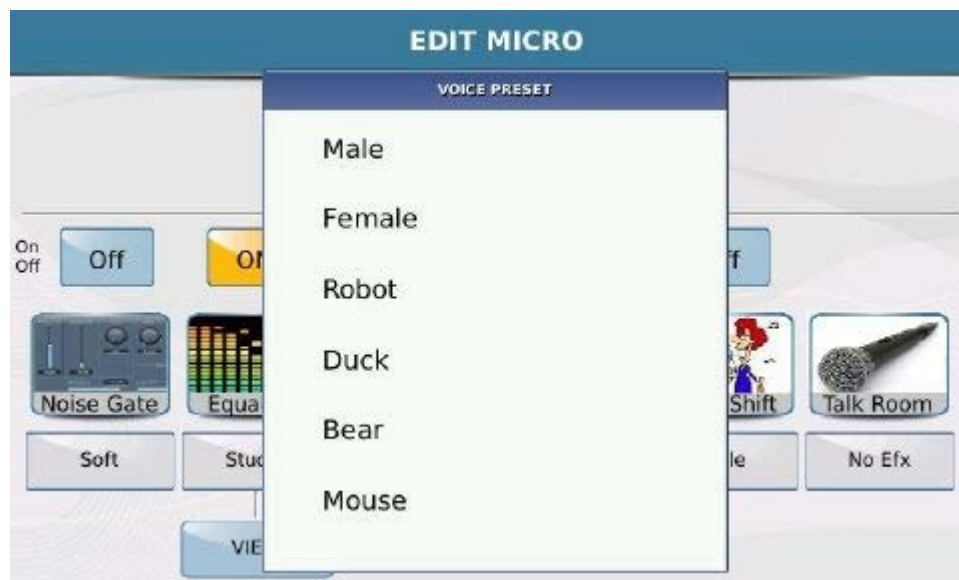 EDIT MICRO
VOICE PRESET
Male
Female
Robot
Duck
Bear
Mouse
On
Off
Off
Noise Gate
Shift
Talk Room
Soft
No Efx